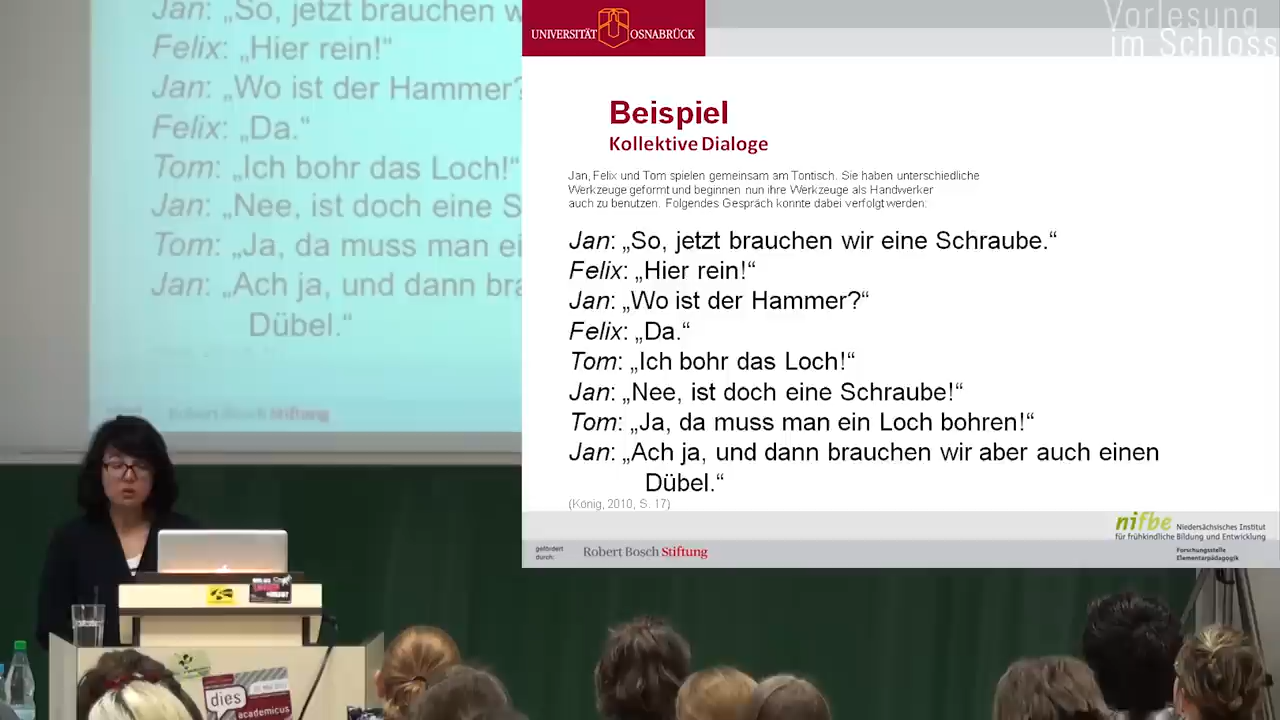 Jan: „So, jetzt brauchen w
Felix: „Hier rein!“
Jan: „Wo ist der Hammer?
Felix: „Da.“
Tom: „Ich bohr das Loch!“
Jan: „Nee, ist doch eine S
Tom: „Ja, da muss man ei
Jan: „Ach ja, und dann bra
Dübel.“
Robert Bosch Stiftung
UNIVERSITÄT OSNABRÜCK
Vorlesung
im Schloss
Beispiel
Kollektive Dialoge
Jan, Felix und Tom spielen gemeinsam am Tontisch. Sie haben unterschiedliche
Werkzeuge geformt und beginnen nun ihre Werkzeuge als Handwerker
auch zu benutzen. Folgendes Gespräch konnte dabei verfolgt werden:
Jan: „So, jetzt brauchen wir eine Schraube.“
Felix: „Hier rein!“
Jan: „Wo ist der Hammer?“
Felix: „Da.“
Tom: „Ich bohr das Loch!“
Jan: „Nee, ist doch eine Schraube!“
Tom: „Ja, da muss man ein Loch bohren!“
Jan: „Ach ja, und dann brauchen wir aber auch einen
Dübel.“
(König, 2010, S. 17)
nifbe Niedersächsisches Institut
für frühkindliche Bildung und Entwicklung
Forschungsstelle
Elementarpädagogik
gefördert
durch:
Robert Bosch Stiftung
dies
academicus